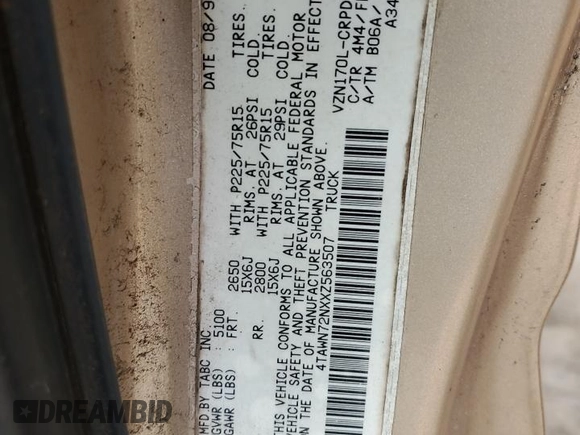 MFD.BY TABC INC. DATE 08/9
GVWR (LBS) : 5100
GAWR (LBS) : FRT. 2650 WITH P225/75R15 TIRES.
15X6J RIMS. AT 26PSI COLD
RR. 2800 WITH P225/75R15 TIRES.
15X6J RIMS. AT 29PSI COLD
THIS VEHICLE CONFORMS TO ALL APPLICABLE FEDERAL MOTOR
VEHICLE SAFETY AND THEFT PREVENTION STANDARDS IN EFFECT
ON THE DATE OF MANUFACTURE SHOWN ABOVE.
4TAWN72NXXZ563507 TRUCK
VZN170L-CRPD
C/TR 4M4/F
A/TM B06A/
A34
DREAMBID